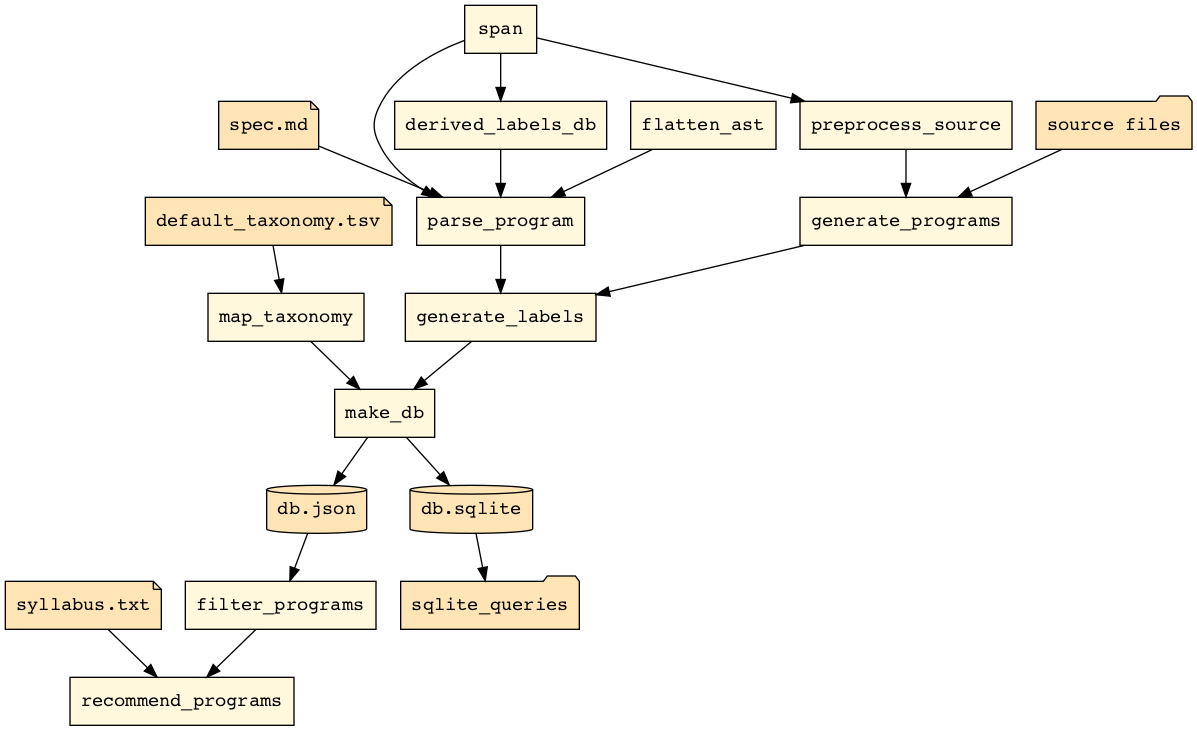 span
spec.md
derived_labels_db
flatten_ast
preprocess_source
source files
default_taxonomy.tsv
parse_program
generate_programs
map_taxonomy
generate_labels
make_db
db.json
db.sqlite
syllabus.txt
filter_programs
sqlite_queries
recommend_programs